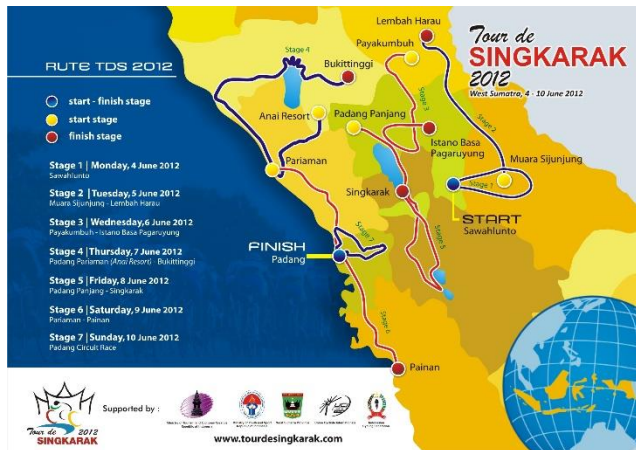 RUTE TDS 2012
start - finish stage
start stage
finish stage
Stage 1 | Monday, 4 June 2012
Sawahlunto
Stage 2 | Tuesday, 5 June 2012
Muara Sijunjung - Lembah Harau
Stage 3 | Wednesday, 6 June 2012
Payakumbuh - Istano Basa Pagaruyung
Stage 4 |Thursday, 7 June 2012
Padang Pariaman (Anai Resort) - Bukittinggi
Stage 5 | Friday, 8 June 2012
Padang Panjang - Singkarak
Stage 6 | Saturday, 9 June 2012
Pariaman - Painan
Stage 7 | Sunday, 10 June 2012
Padang Circuit Race
Tour de
SINGKARAK
2012
West Sumatra, 4 - 10 June 2012
Lembah Harau
Payakumbuh
Stage 4
Bukittinggi
Stage 3
Anai Resort
Padang Panjang
Stage 2
Istano Basa
Pagaruyung
Pariaman
Muara Sijunjung
Singkarak
Stage 1
START
Sawahlunto
Stage 7
FINISH
Padang
Stage 5
Stage 6
Painan
Tour de 2012
SINGKARAK
Supported by :
www.tourdesingkarak.com